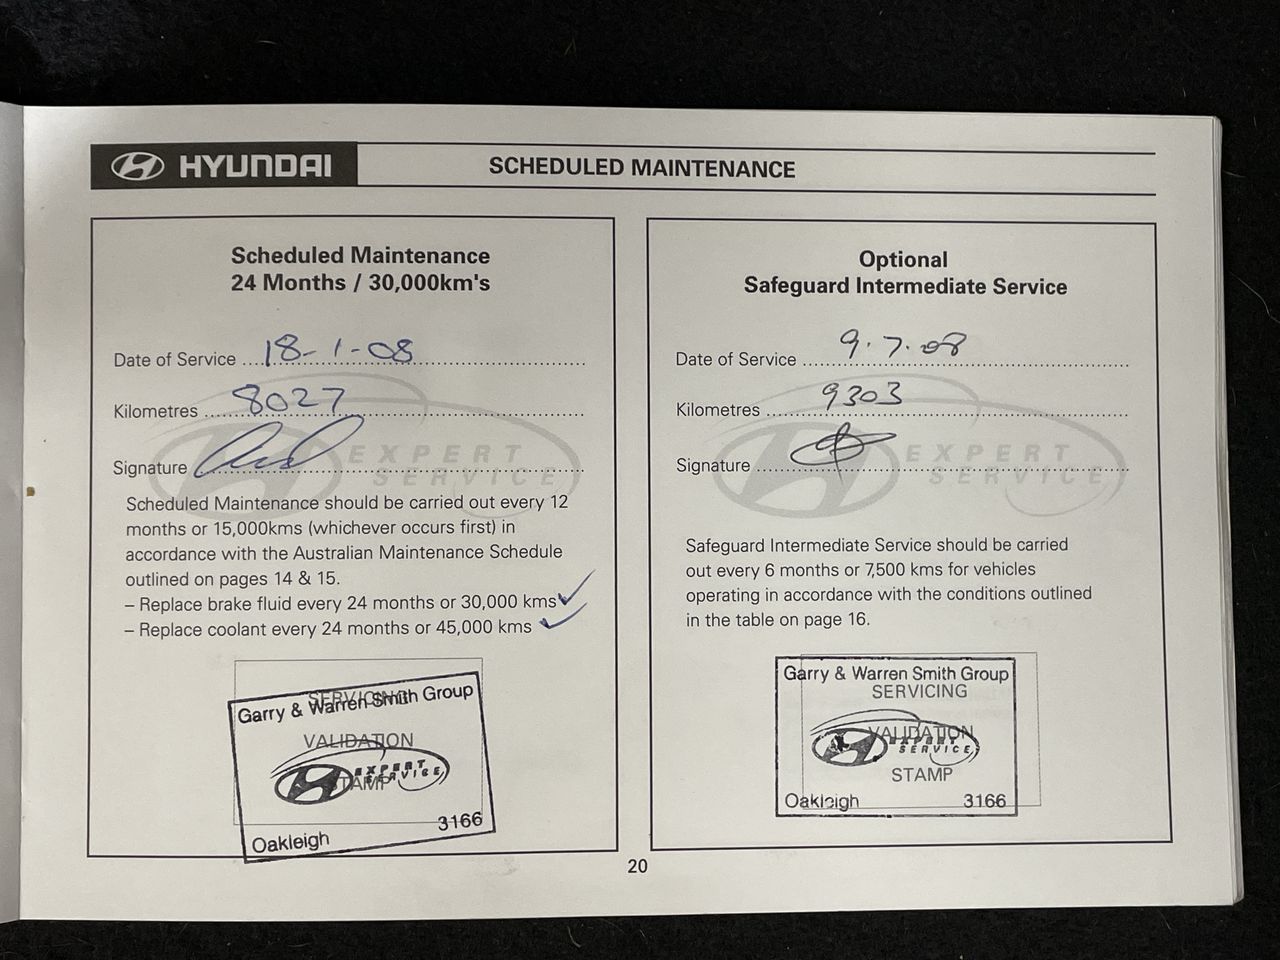 HYUNDAI
SCHEDULED MAINTENANCE
Scheduled Maintenance
24 Months / 30,000km's
Date of Service 18-1-08
Kilometres 8027
Signature
EXPERT
SERVICE
Scheduled Maintenance should be carried out every 12
months or 15,000kms (whichever occurs first) in
accordance with the Australian Maintenance Schedule
outlined on pages 14 & 15.
– Replace brake fluid every 24 months or 30,000 kms
– Replace coolant every 24 months or 45,000 kms
SERVICING
Garry & Warren Smith Group
VALIDATION
EXPERT
SERVICE
STAMP
Oakleigh 3166
Optional
Safeguard Intermediate Service
Date of Service 9.7.08
Kilometres 9303
Signature
EXPERT
SERVICE
Safeguard Intermediate Service should be carried
out every 6 months or 7,500 kms for vehicles
operating in accordance with the conditions outlined
in the table on page 16.
Garry & Warren Smith Group
SERVICING
VALIDATION
EXPERT
SERVICE
STAMP
Oakleigh 3166
20